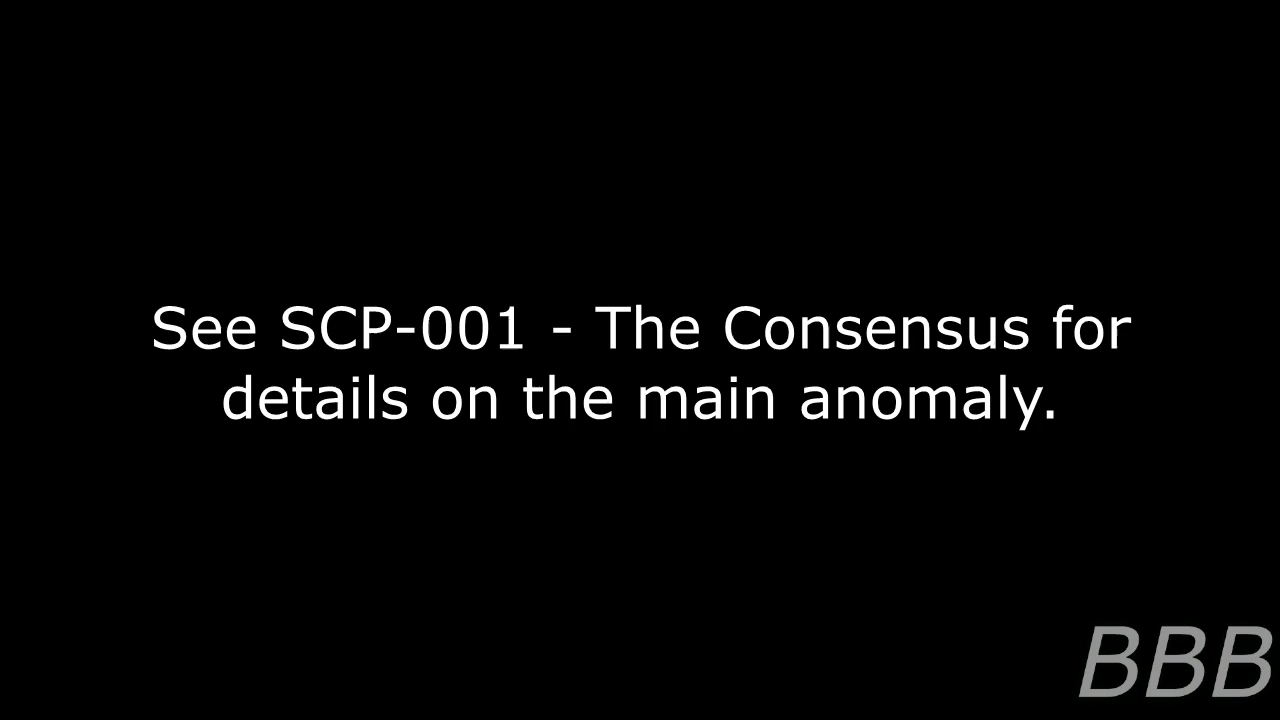 See SCP-001 - The Consensus for
details on the main anomaly.
BBB